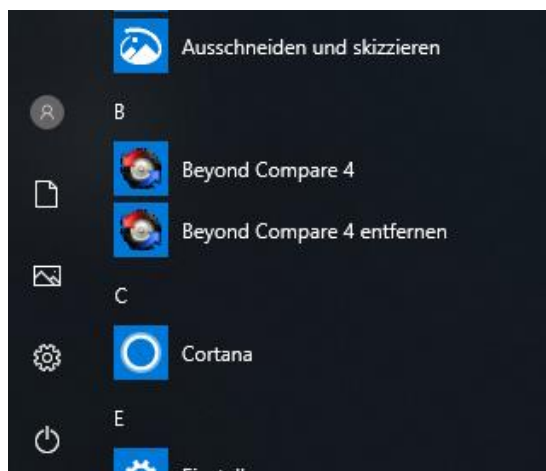 Ausschneiden und skizzieren
B
Beyond Compare 4
Beyond Compare 4 entfernen
C
Cortana
E